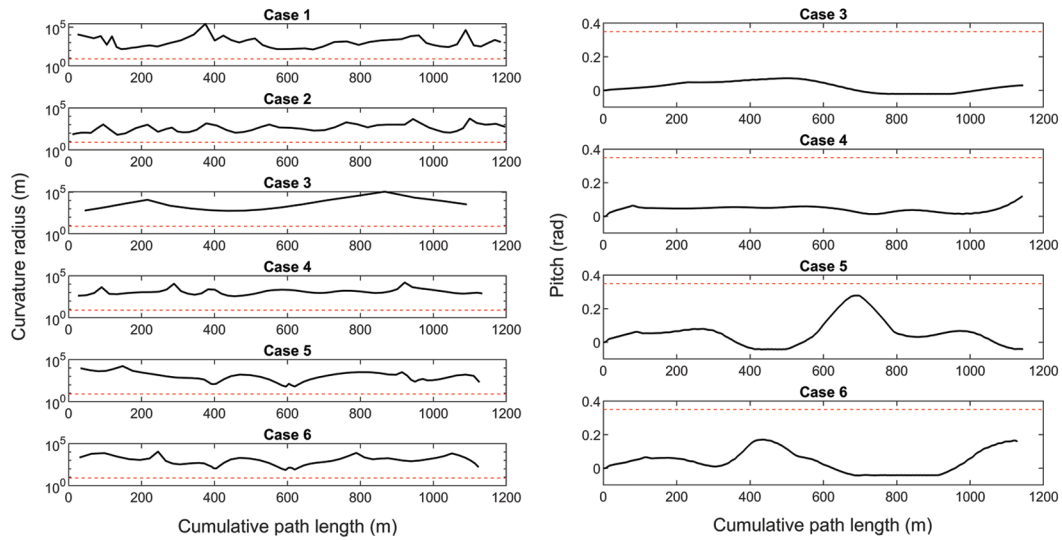 Case 1
10^5
10^0
0 200 400 600 800 1000 1200
Case 2
10^5
10^0
0 200 400 600 800 1000 1200
Case 3
10^5
10^0
0 200 400 600 800 1000 1200
Case 4
10^5
10^0
0 200 400 600 800 1000 1200
Case 5
10^5
10^0
0 200 400 600 800 1000 1200
Case 6
10^5
10^0
0 200 400 600 800 1000 1200
Curvature radius (m)
Cumulative path length (m)
Case 3
0.4
0.2
0
0 200 400 600 800 1000 1200
Case 4
0.4
0.2
0
0 200 400 600 800 1000 1200
Case 5
0.4
0.2
0
0 200 400 600 800 1000 1200
Case 6
0.4
0.2
0
0 200 400 600 800 1000 1200
Pitch (rad)
Cumulative path length (m)